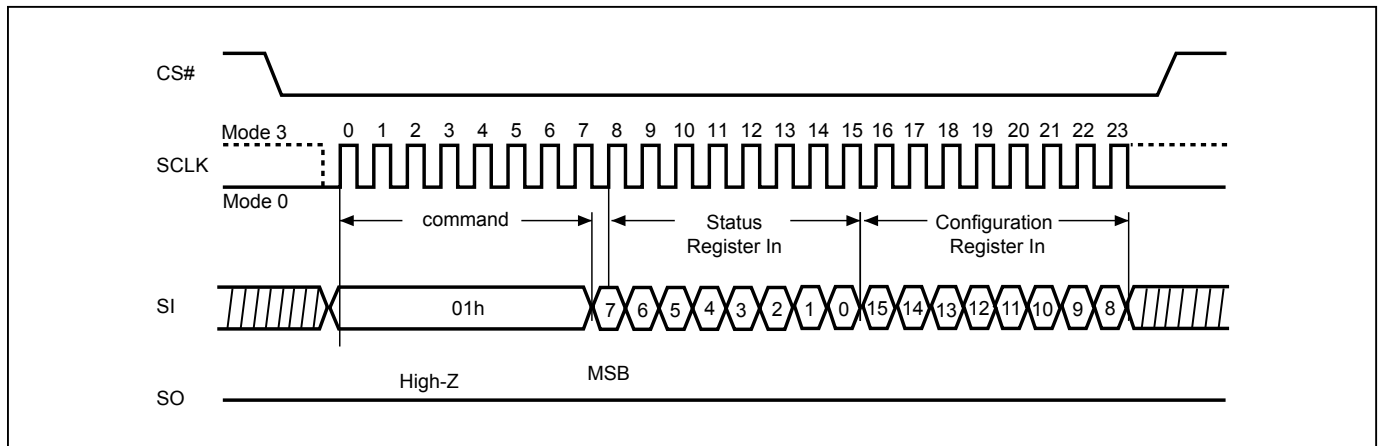 CS#
Mode 3
0 1 2 3 4 5 6 7 8 9 10 11 12 13 14 15 16 17 18 19 20 21 22 23
SCLK
Mode 0
command
Status
Register In
Configuration
Register In
SI
01h
7 6 5 4 3 2 1 0 15 14 13 12 11 10 9 8
High-Z
MSB
SO